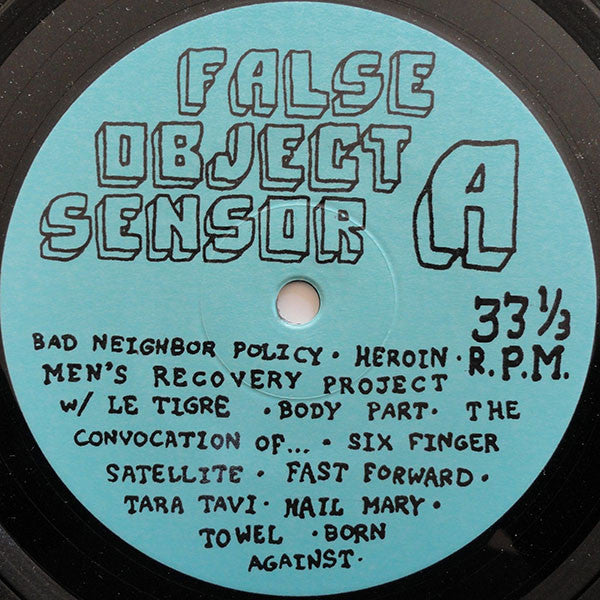 FALSE
OBJECT
SENSOR A
33 1/3
R.P.M.
BAD NEIGHBOR POLICY · HEROIN ·
MEN'S RECOVERY PROJECT
W/ LE TIGRE · BODY PART · THE
CONVOCATION OF... · SIX FINGER
SATELLITE · FAST FORWARD ·
TARA TAVI · HAIL MARY ·
TOWEL · BORN
AGAINST ·